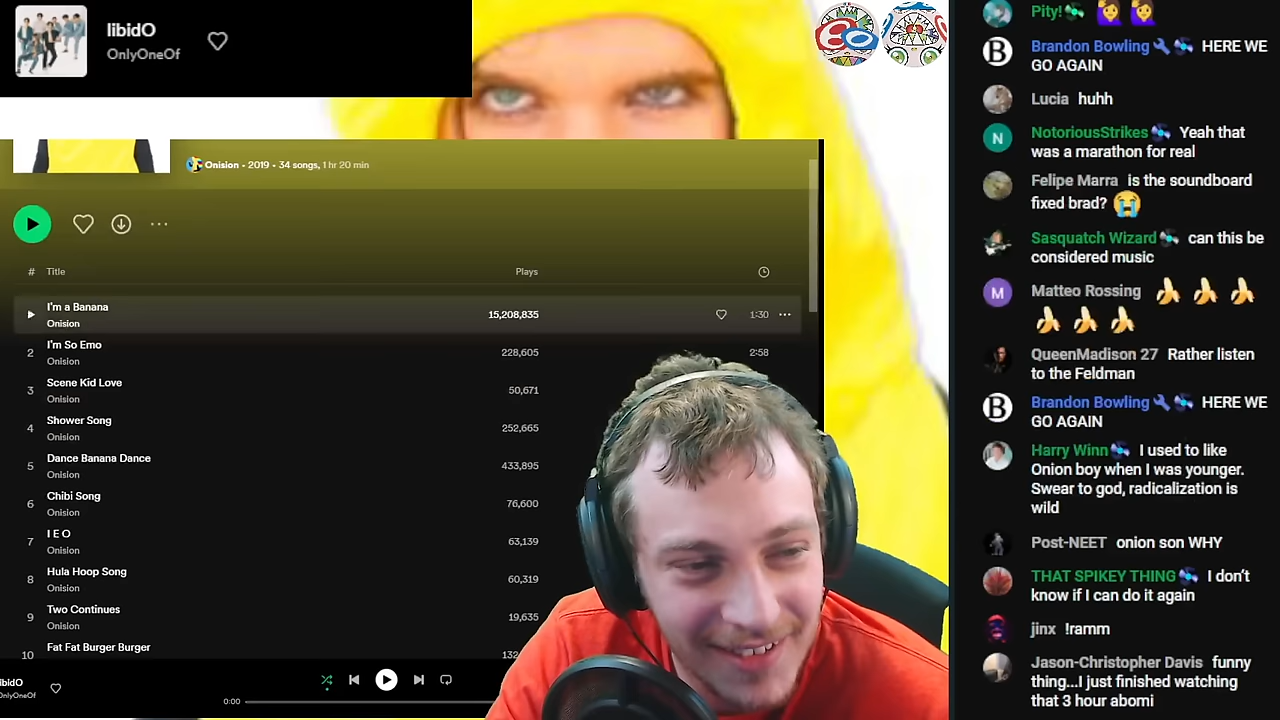 libidO
OnlyOneOf
Onision • 2019 • 34 songs, 1 hr 20 min
# Title Plays
I'm a Banana 15,208,835 1:30
Onision
2 I'm So Emo 228,605 2:58
Onision
3 Scene Kid Love 50,671
Onision
4 Shower Song 252,665
Onision
5 Dance Banana Dance 433,895
Onision
6 Chibi Song 76,600
Onision
7 I E O 63,139
Onision
8 Hula Hoop Song 60,319
Onision
9 Two Continues 19,635
Onision
10 Fat Fat Burger Burger 132
ibidO
OnlyOneOf
0:00
Pity!
Brandon Bowling HERE WE
GO AGAIN
Lucia huhh
N NotoriousStrikes Yeah that
was a marathon for real
Felipe Marra is the soundboard
fixed brad? 😭
Sasquatch Wizard can this be
considered music
M Matteo Rossing 🍌 🍌 🍌
🍌 🍌 🍌
QueenMadison 27 Rather listen
to the Feldman
B Brandon Bowling HERE WE
GO AGAIN
Harry Winn I used to like
Onion boy when I was younger.
Swear to god, radicalization is
wild
Post-NEET onion son WHY
THAT SPIKEY THING I don't
know if I can do it again
jinx !ramm
Jason-Christopher Davis funny
thing...I just finished watching
that 3 hour abomi